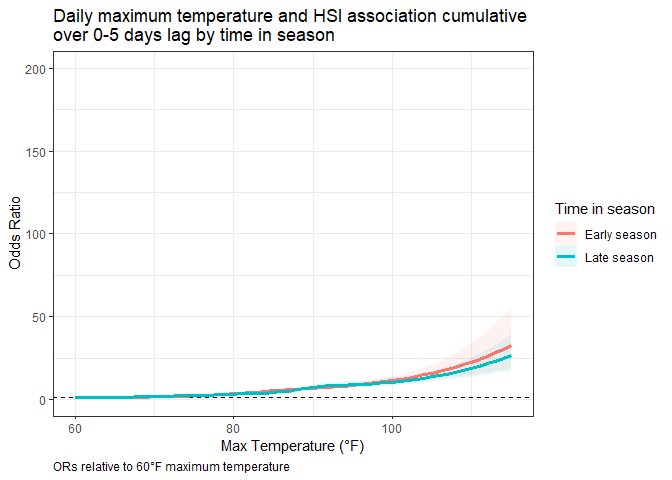 Daily maximum temperature and HSI association cumulative
over 0-5 days lag by time in season
200
150
100
50
0
Odds Ratio
60
80
100
Max Temperature (°F)
ORs relative to 60°F maximum temperature
Time in season
Early season
Late season